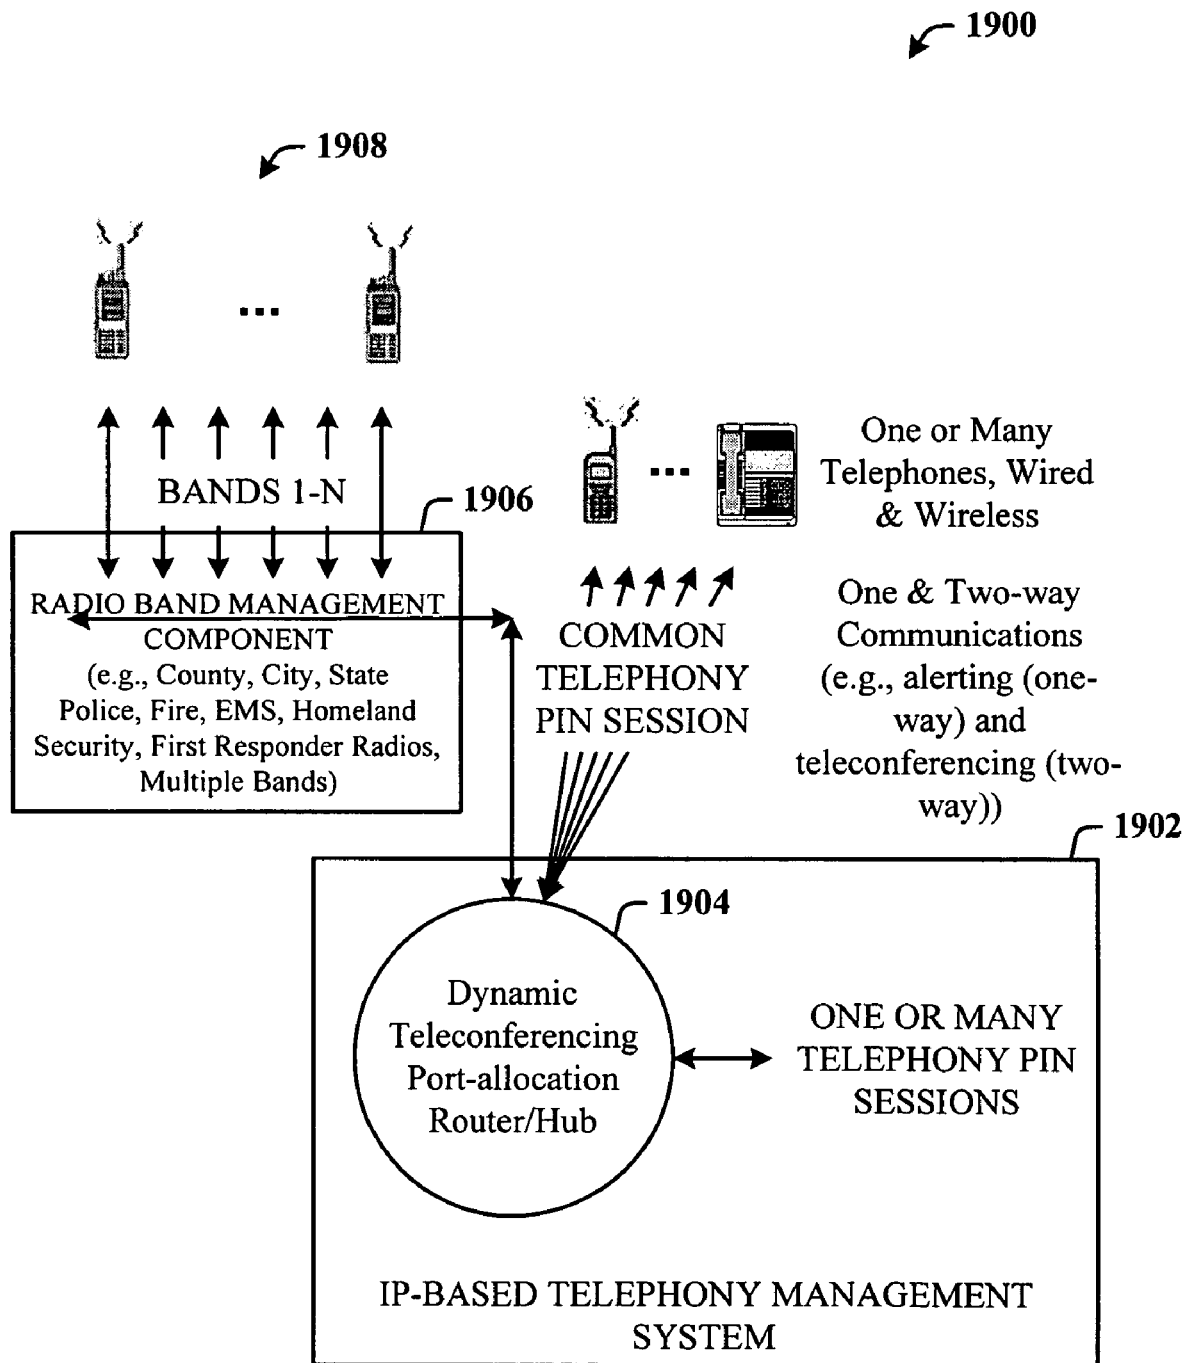 1900
1908
BANDS 1-N
1906
RADIO BAND MANAGEMENT
COMPONENT
(e.g., County, City, State
Police, Fire, EMS, Homeland
Security, First Responder Radios,
Multiple Bands)
...
...
One or Many
Telephones, Wired
& Wireless
COMMON
TELEPHONY
PIN SESSION
One & Two-way
Communications
(e.g., alerting (one-
way) and
teleconferencing (two-
way))
1902
1904
Dynamic
Teleconferencing
Port-allocation
Router/Hub
ONE OR MANY
TELEPHONY PIN
SESSIONS
IP-BASED TELEPHONY MANAGEMENT
SYSTEM